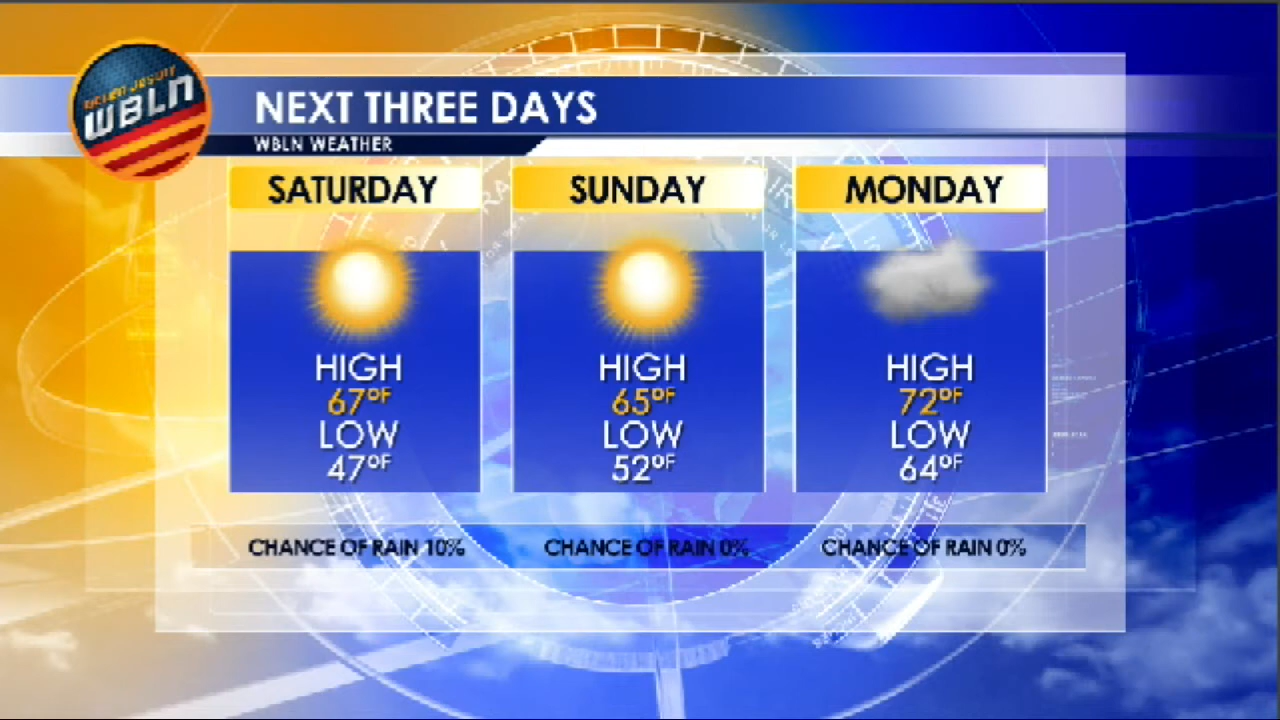 WBLN
NEXT THREE DAYS
WBLN WEATHER
SATURDAY
SUNDAY
MONDAY
HIGH
67°F
LOW
47°F
HIGH
65°F
LOW
52°F
HIGH
72°F
LOW
64°F
CHANCE OF RAIN 10%
CHANCE OF RAIN 0%
CHANCE OF RAIN 0%